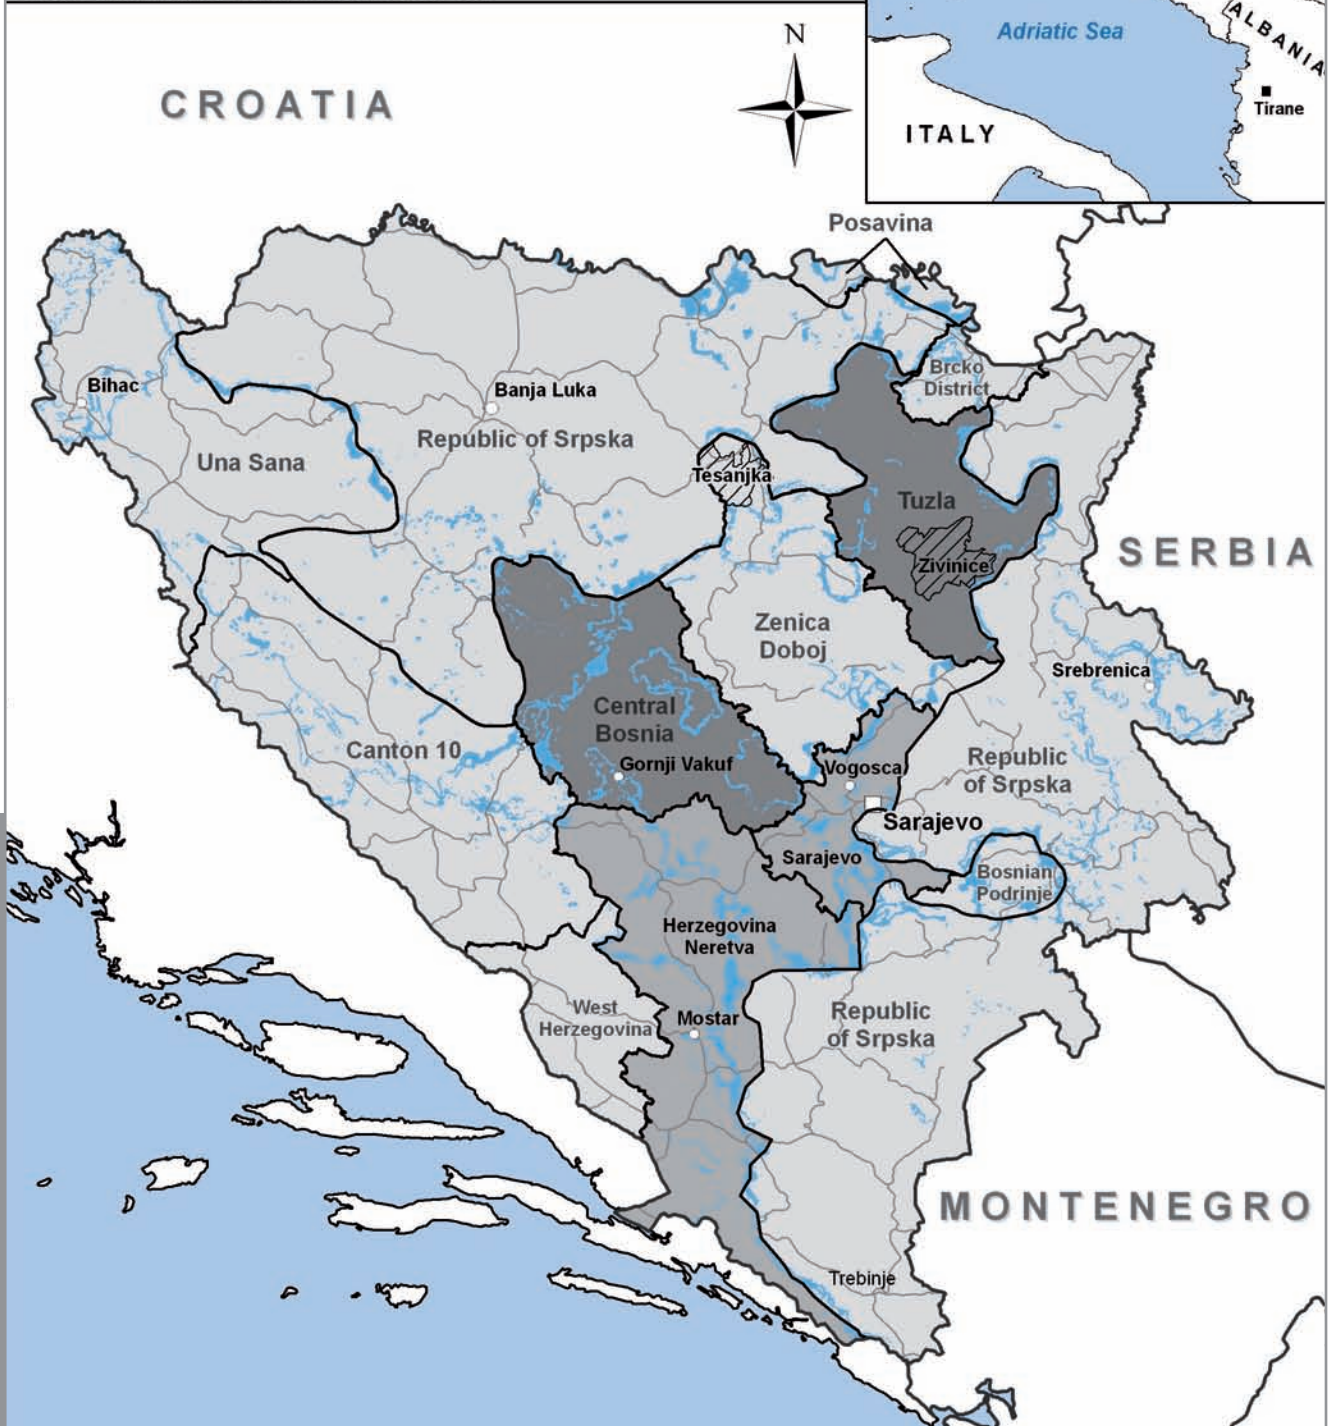 N
Adriatic Sea
ALBANIA
Tirane
ITALY
CROATIA
Posavina
Brcko
District
Bihac
Banja Luka
Republic of Srpska
Una Sana
Tesanjka
Tuzla
Zivinice
SERBIA
Zenica
Doboj
Srebrenica
Central
Bosnia
Gornji Vakuf
Canton 10
Vogosca
Republic
of Srpska
Sarajevo
Sarajevo
Bosnian
Podrinje
Herzegovina
Neretva
West
Herzegovina
Mostar
Republic
of Srpska
MONTENEGRO
Trebinje